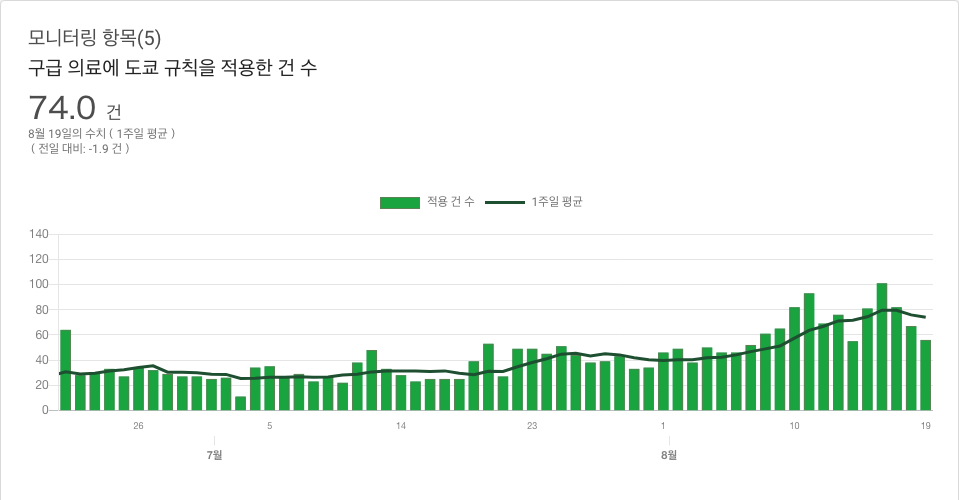 모니터링 항목(5)
구급 의료에 도쿄 규칙을 적용한 건 수
74.0 건
8월 19일의 수치 ( 1주일 평균 )
( 전일 대비: -1.9 건 )
적용 건 수 1주일 평균
140
120
100
80
60
40
20
0
26 5 14 23 1 10 19
7월 8월